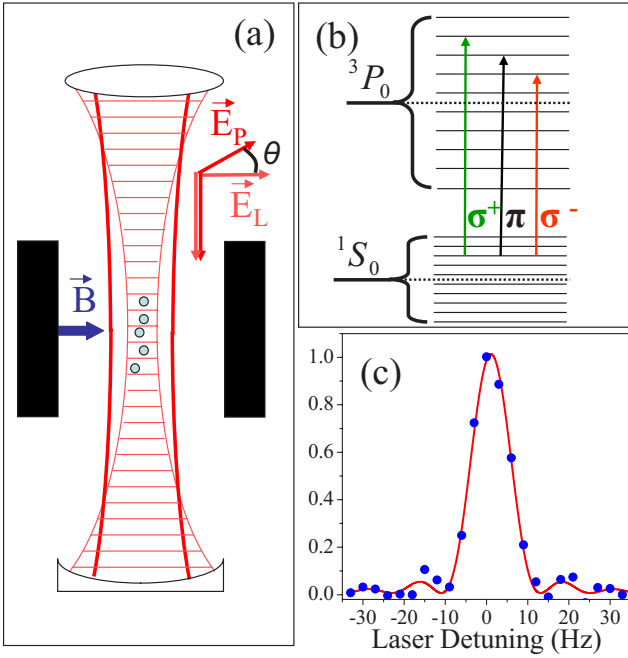 (a)
E_P
θ
E_L
B
(b)
³P₀
σ⁺ π σ⁻
¹S₀
(c)
1.0
0.8
0.6
0.4
0.2
0.0
-30 -20 -10 0 10 20 30
Laser Detuning (Hz)